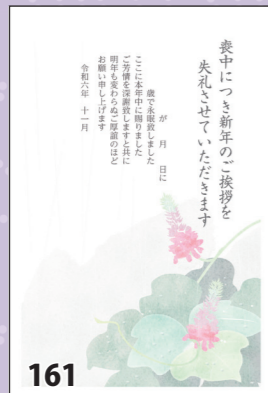 喪中につき新年のご挨拶を
失礼させていただきます
が 月 日に
歳で永眠致しました
ここに本年中に賜りました
ご芳情を深謝致しますと共に
明年も変わらぬご厚誼のほど
お願い申し上げます
令和六年 十一月
161